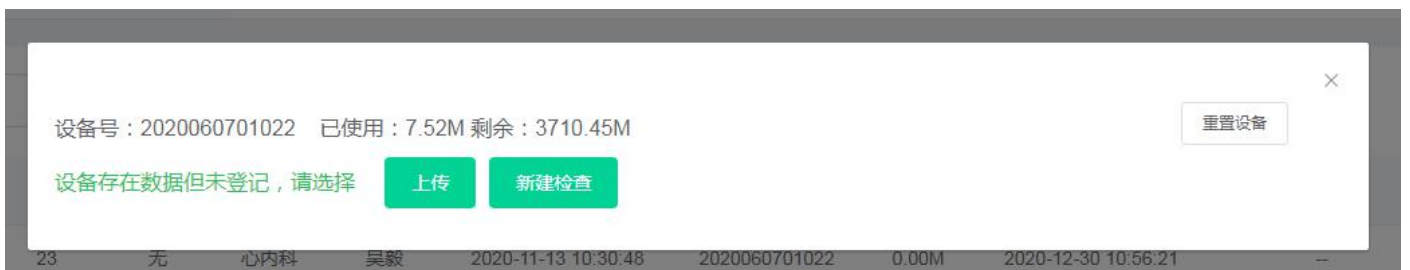 设备号：2020060701022 已使用：7.52M 剩余：3710.45M
重置设备
设备存在数据但未登记，请选择 上传 新建检查
23 无 心内科 吴毅 2020-11-13 10:30:48 2020060701022 0.00M 2020-12-30 10:56:21 --